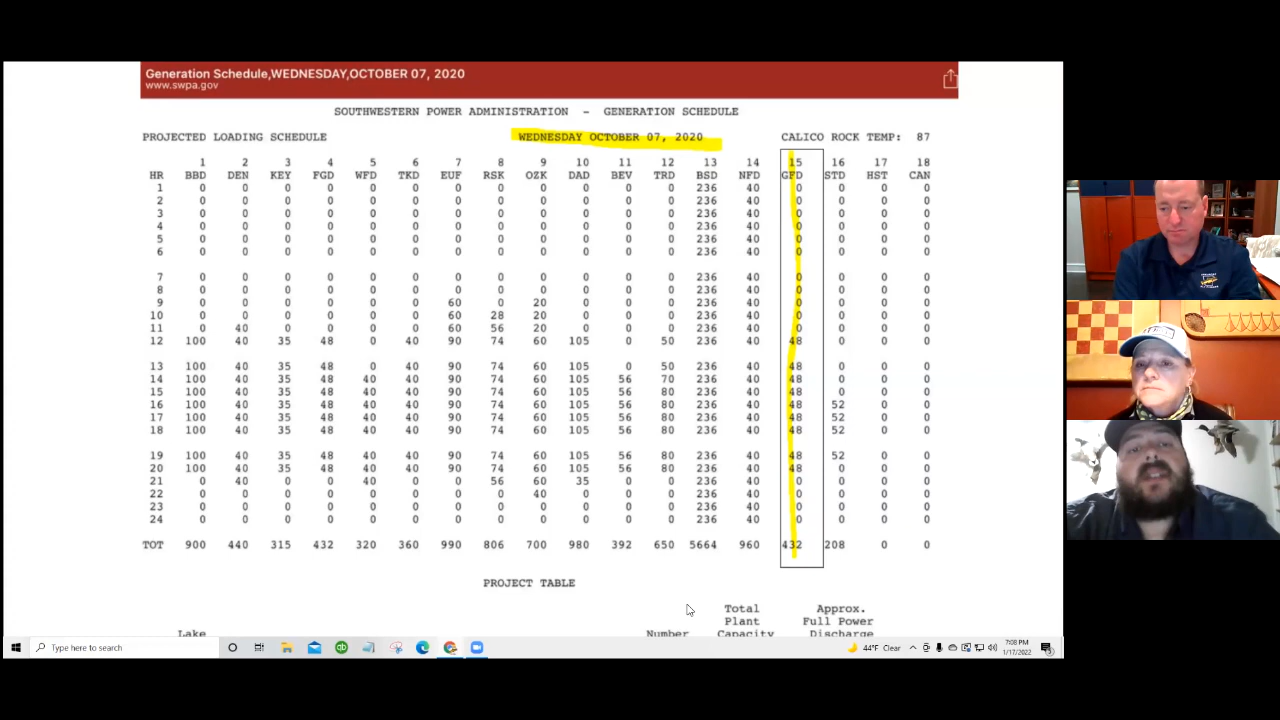 Generation Schedule,WEDNESDAY,OCTOBER 07, 2020
www.swpa.gov
SOUTHWESTERN POWER ADMINISTRATION - GENERATION SCHEDULE
PROJECTED LOADING SCHEDULE WEDNESDAY OCTOBER 07, 2020 CALICO ROCK TEMP: 87
1 2 3 4 5 6 7 8 9 10 11 12 13 14 15 16 17 18
HR BBD DEN KEY FGD WFD TKD EUF RSK OZK DAD BEV TRD BSD NFD GFD STD HST CAN
1 0 0 0 0 0 0 0 0 0 0 0 0 236 40 0 0 0 0
2 0 0 0 0 0 0 0 0 0 0 0 0 236 40 0 0 0 0
3 0 0 0 0 0 0 0 0 0 0 0 0 236 40 0 0 0 0
4 0 0 0 0 0 0 0 0 0 0 0 0 236 40 0 0 0 0
5 0 0 0 0 0 0 0 0 0 0 0 0 236 40 0 0 0 0
6 0 0 0 0 0 0 0 0 0 0 0 0 236 40 0 0 0 0
7 0 0 0 0 0 0 0 0 0 0 0 0 236 40 0 0 0 0
8 0 0 0 0 0 0 0 0 0 0 0 0 236 40 0 0 0 0
9 0 0 0 0 0 0 60 0 20 0 0 0 236 40 0 0 0 0
10 0 0 0 0 0 0 60 28 20 0 0 0 236 40 0 0 0 0
11 0 40 0 0 0 0 60 56 20 0 0 0 236 40 0 0 0 0
12 100 40 35 48 0 40 90 74 60 105 0 50 236 40 48 0 0 0
13 100 40 35 48 0 40 90 74 60 105 0 50 236 40 48 0 0 0
14 100 40 35 48 40 40 90 74 60 105 56 70 236 40 48 0 0 0
15 100 40 35 48 40 40 90 74 60 105 56 80 236 40 48 0 0 0
16 100 40 35 48 40 40 90 74 60 105 56 80 236 40 48 52 0 0
17 100 40 35 48 40 40 90 74 60 105 56 80 236 40 48 52 0 0
18 100 40 35 48 40 40 90 74 60 105 56 80 236 40 48 52 0 0
19 100 40 35 48 40 40 90 74 60 105 56 80 236 40 48 52 0 0
20 100 40 35 48 40 40 90 74 60 105 56 80 236 40 48 0 0 0
21 0 40 0 0 40 0 0 56 60 35 0 0 236 40 0 0 0 0
22 0 0 0 0 0 0 0 0 40 0 0 0 236 40 0 0 0 0
23 0 0 0 0 0 0 0 0 0 0 0 0 236 40 0 0 0 0
24 0 0 0 0 0 0 0 0 0 0 0 0 236 40 0 0 0 0
TOT 900 440 315 432 320 360 990 806 700 980 392 650 5664 960 432 208 0 0
PROJECT TABLE
Total Approx.
Plant Full Power
Lake Number Capacity Discharge
Type here to search
44°F Clear
7:08 PM
1/17/2022